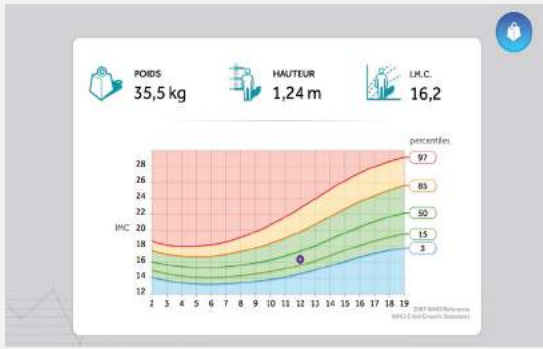 POIDS
35,5 kg
HAUTEUR
1,24 m
I.M.C.
16,2
percentiles
97
28
26
85
24
22
50
IMC 20
18
15
16
3
14
12
2 3 4 5 6 7 8 9 10 11 12 13 14 15 16 17 18 19
2007 WHO Reference